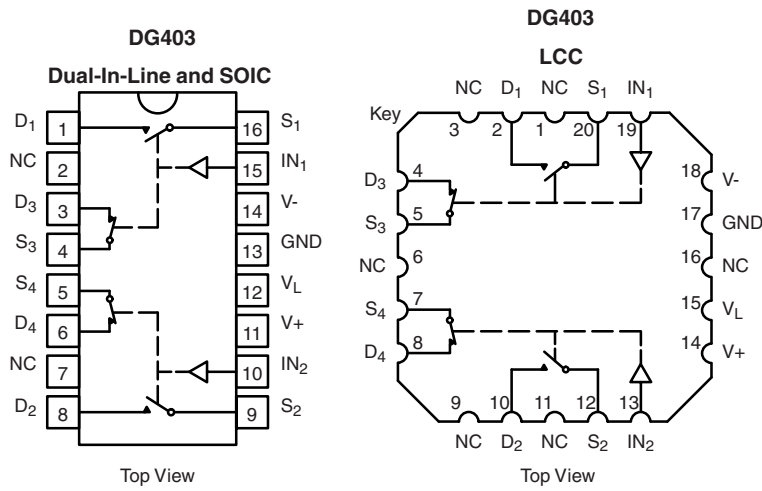 DG403
Dual-In-Line and SOIC
D1 1 16 S1
NC 2 15 IN1
D3 3 14 V-
S3 4 13 GND
S4 5 12 VL
D4 6 11 V+
NC 7 10 IN2
D2 8 9 S2
Top View
DG403
LCC
NC D1 NC S1 IN1
Key 3 2 1 20 19
D3 4 18 V-
S3 5 17 GND
NC 6 16 NC
S4 7 15 VL
D4 8 14 V+
9 10 11 12 13
NC D2 NC S2 IN2
Top View